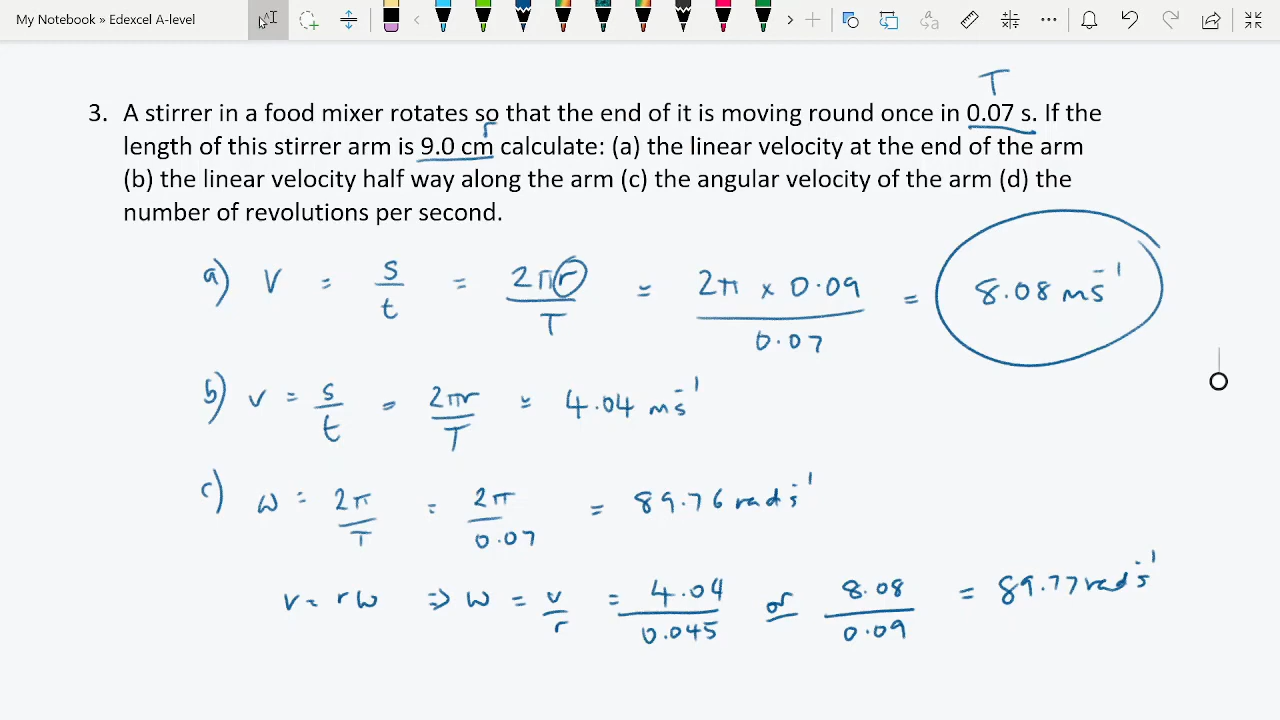 My Notebook » Edexcel A-level
T
3. A stirrer in a food mixer rotates so that the end of it is moving round once in 0.07 s. If the
r
length of this stirrer arm is 9.0 cm calculate: (a) the linear velocity at the end of the arm
(b) the linear velocity half way along the arm (c) the angular velocity of the arm (d) the
number of revolutions per second.
a) V = s/t = 2πr/T = 2π × 0.09/0.07 = 8.08 ms⁻¹
b) v = s/t = 2πr/T = 4.04 ms⁻¹
c) ω = 2π/T = 2π/0.07 = 89.76 rad s⁻¹
v = rω ⇒ ω = v/r = 4.04/0.045 or 8.08/0.09 = 89.77 rad s⁻¹